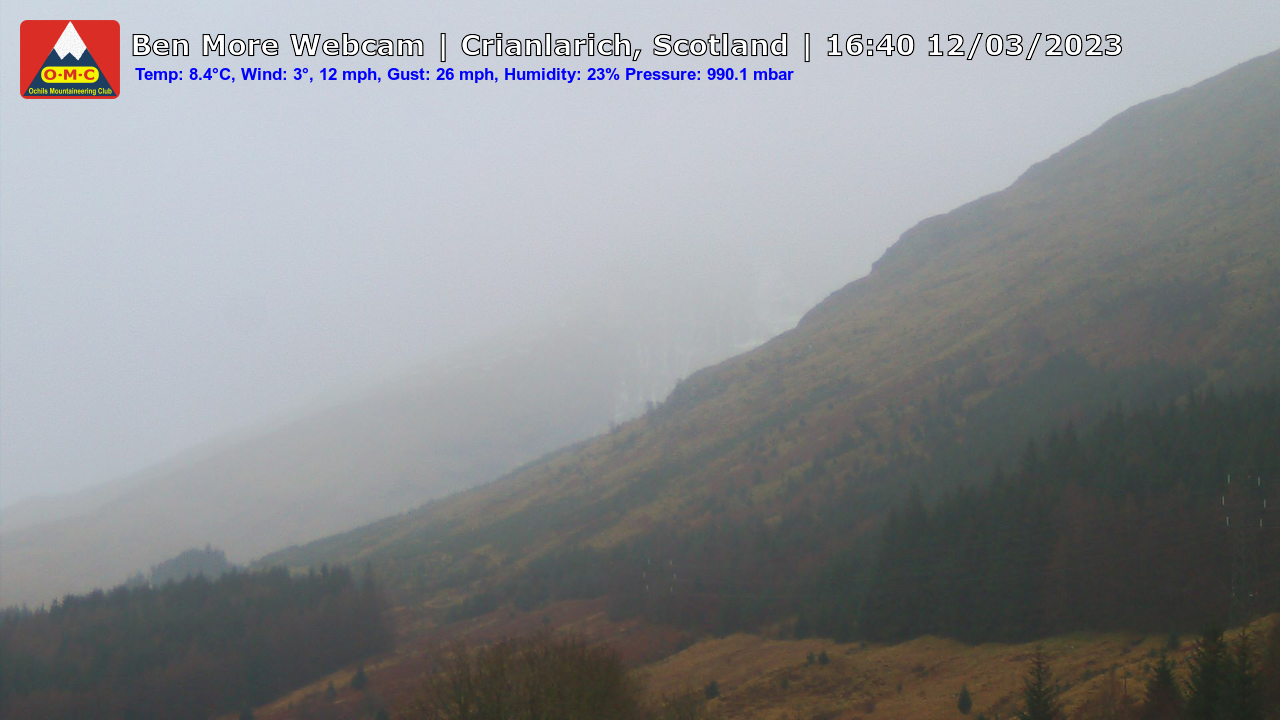 Ben More Webcam | Crianlarich, Scotland | 16:40 12/03/2023
Temp: 8.4°C, Wind: 3°, 12 mph, Gust: 26 mph, Humidity: 23% Pressure: 990.1 mbar
O·M·C
Ochils Mountaineering Club